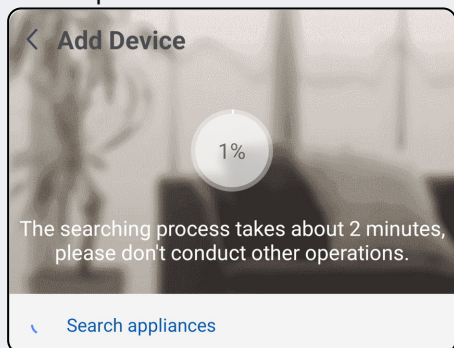 Add Device
1%
The searching process takes about 2 minutes,
please don't conduct other operations.
Search appliances